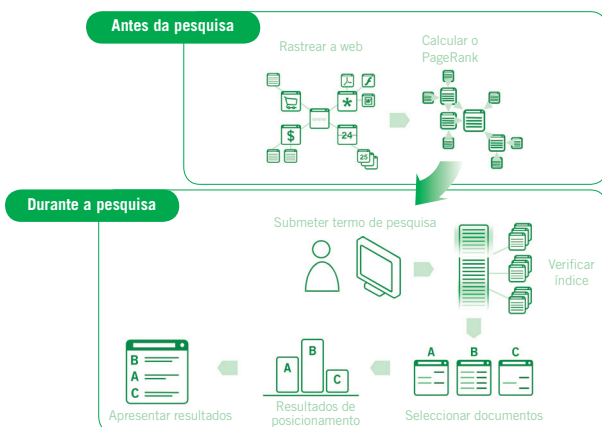 Antes da pesquisa
Rastrear a web
Calcular o
PageRank
$
*
24
25
Durante a pesquisa
Submeter termo de pesquisa
Verificar
índice
A B C
Seleccionar documentos
A
B
C
Resultados de
posicionamento
B
A
C
Apresentar resultados